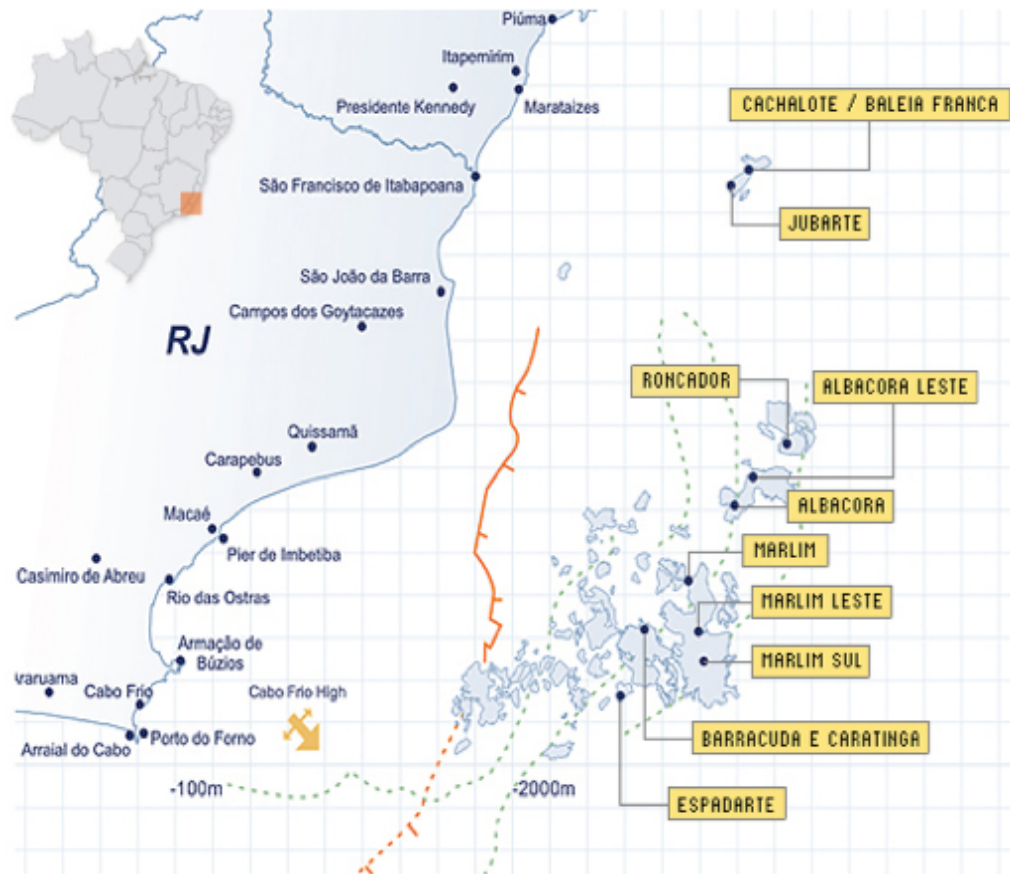 Piúma
Itapemirim
Presidente Kennedy
Marataizes
CACHALOTE / BALEIA FRANCA
São Francisco de Itabapoana
JUBARTE
São João da Barra
Campos dos Goytacazes
RJ
RONCADOR
ALBACORA LESTE
Quissamã
Carapebus
Macaé
ALBACORA
Pier de Imbetiba
MARLIM
Casimiro de Abreu
Rio das Ostras
MARLIM LESTE
Armação de
Búzios
MARLIM SUL
Araruama
Cabo Frio
Cabo Frio High
Arraial do Cabo
Porto do Forno
BARRACUDA E CARATINGA
-100m
-2000m
ESPADARTE